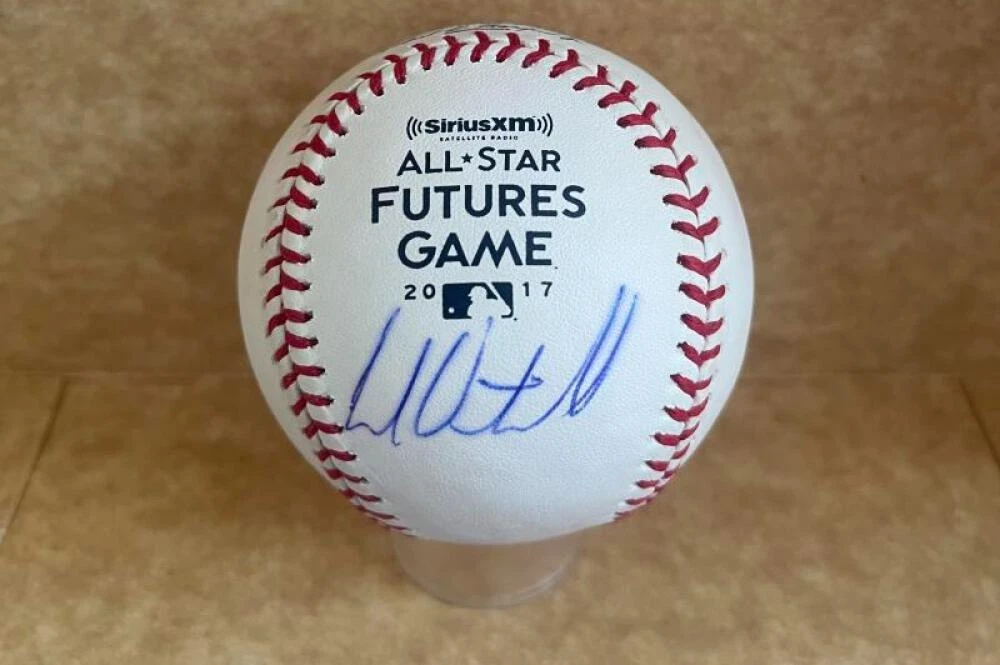 SiriusXM
SATELLITE RADIO
ALL★STAR
FUTURES
GAME
20 17